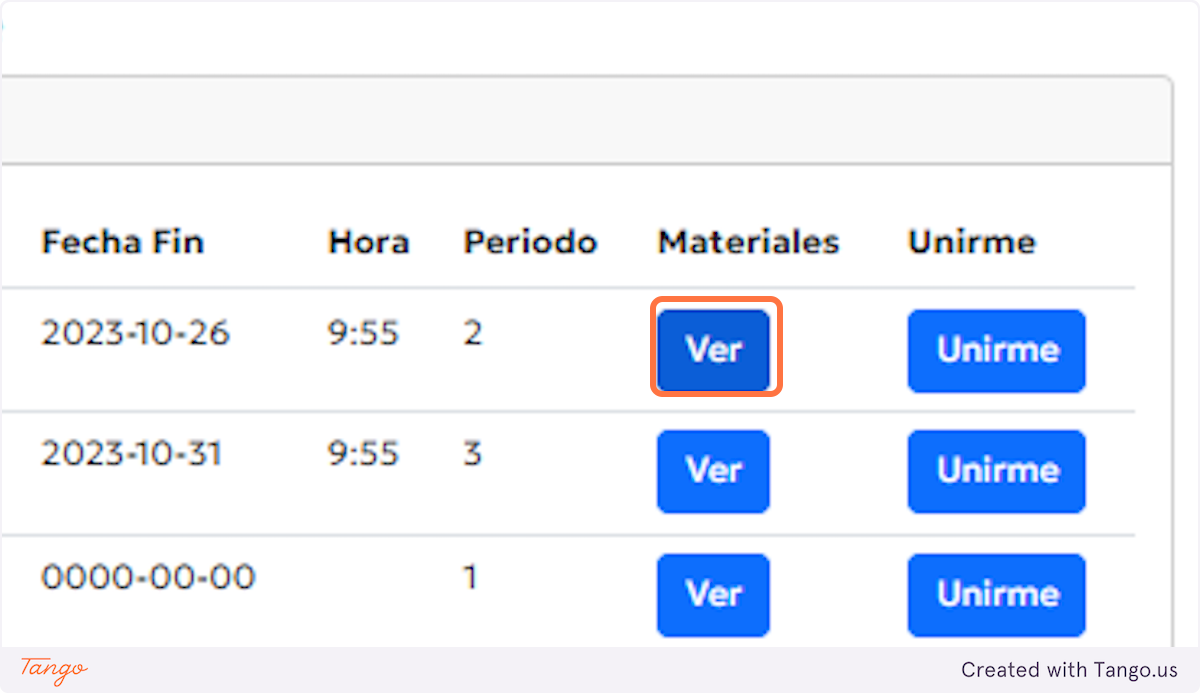 Fecha Fin Hora Periodo Materiales Unirme
2023-10-26 9:55 2 Ver Unirme
2023-10-31 9:55 3 Ver Unirme
0000-00-00 1 Ver Unirme
Tango Created with Tango.us